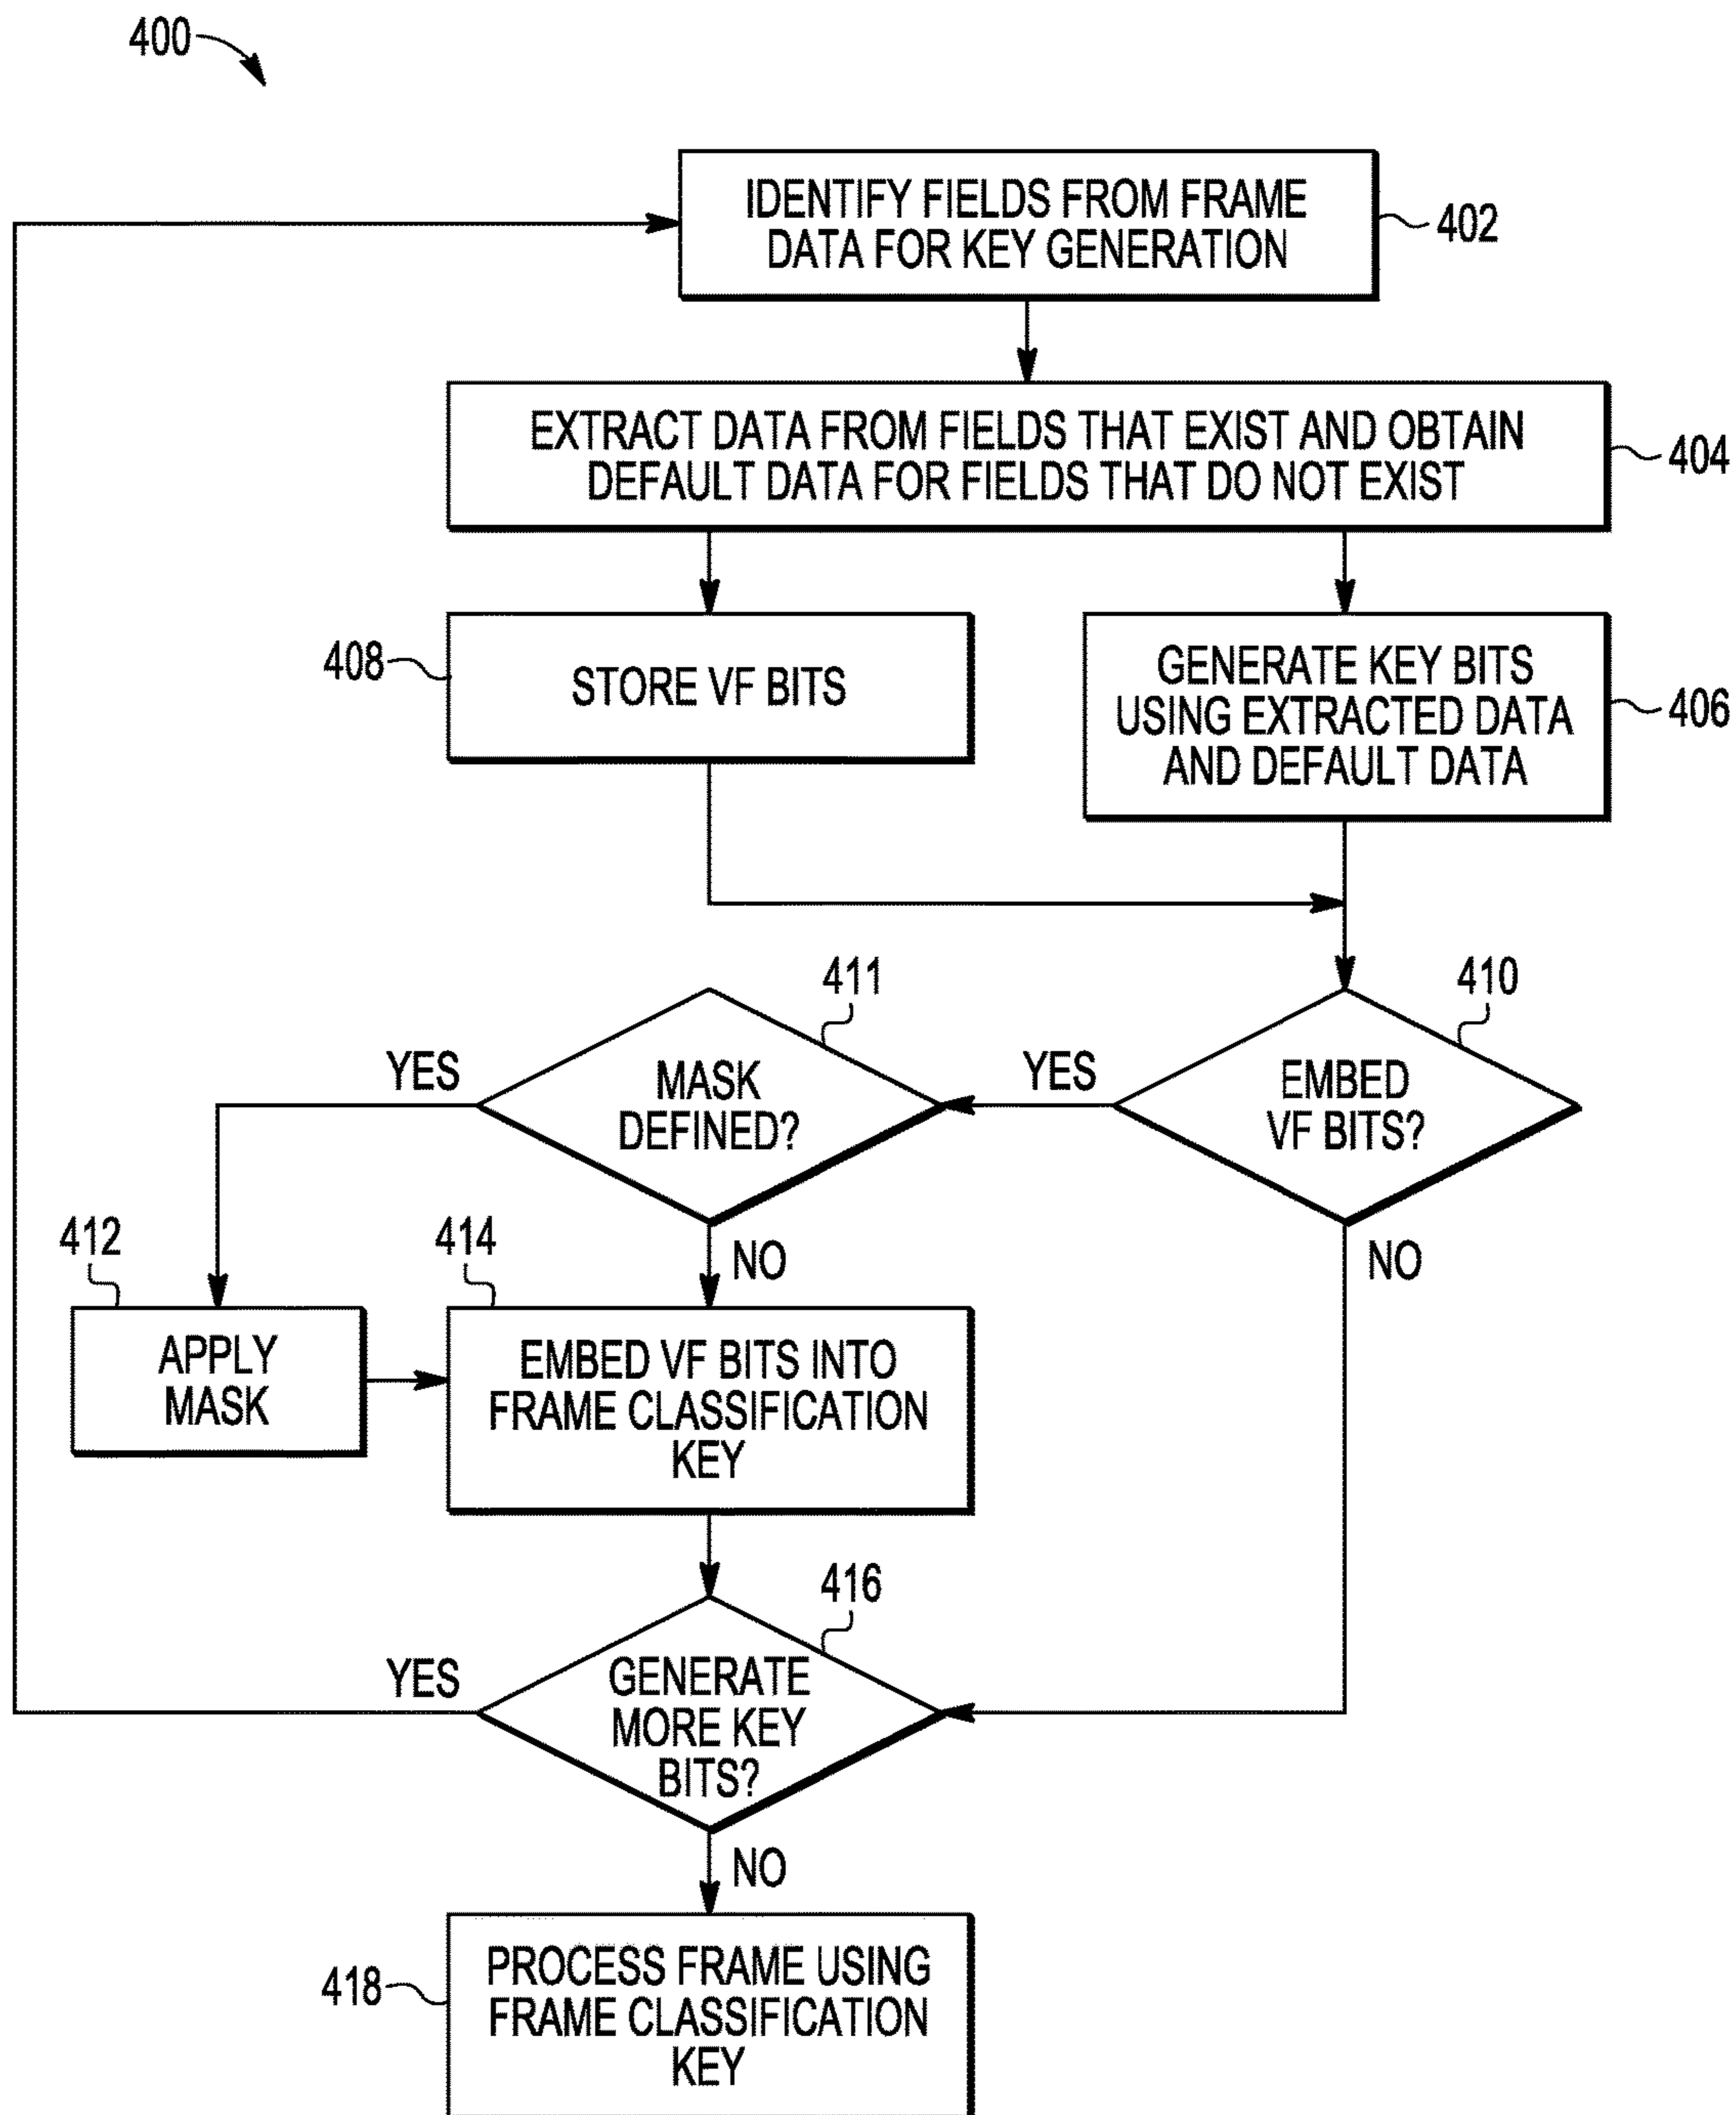 400
IDENTIFY FIELDS FROM FRAME
DATA FOR KEY GENERATION
402
EXTRACT DATA FROM FIELDS THAT EXIST AND OBTAIN
DEFAULT DATA FOR FIELDS THAT DO NOT EXIST
404
408
STORE VF BITS
GENERATE KEY BITS
USING EXTRACTED DATA
AND DEFAULT DATA
406
411
410
YES
MASK
DEFINED?
YES
EMBED
VF BITS?
412
414
NO
NO
APPLY
MASK
EMBED VF BITS INTO
FRAME CLASSIFICATION
KEY
416
YES
GENERATE
MORE KEY
BITS?
NO
418
PROCESS FRAME USING
FRAME CLASSIFICATION
KEY